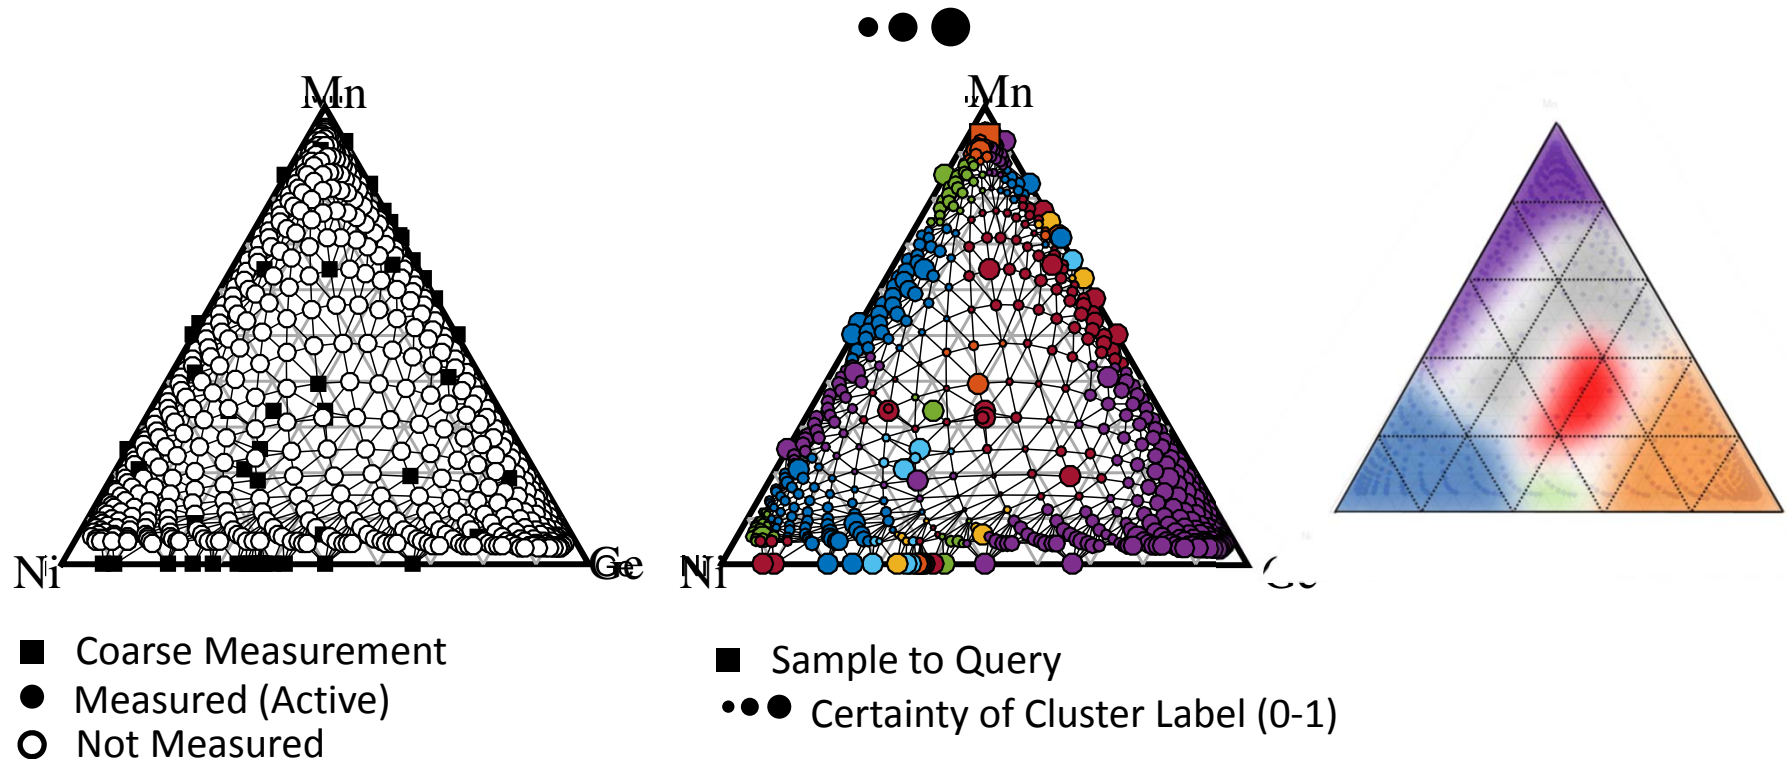 Mn
Mn
Mn
Ni
Ge
Ni
Coarse Measurement
Measured (Active)
Not Measured
Sample to Query
Certainty of Cluster Label (0-1)